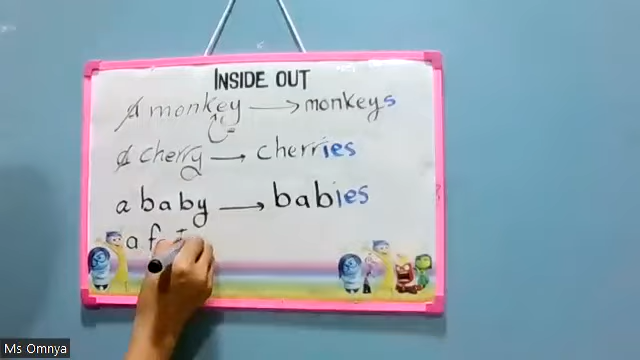 INSIDE OUT
a monkey → monkeys
a cherry → cherries
a baby → babies
a f
Ms Omnya